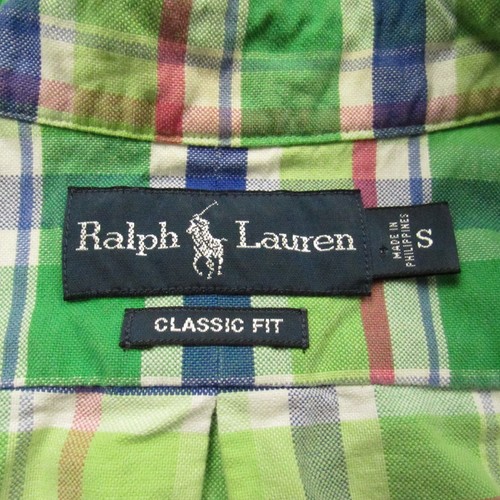 Ralph Lauren
MADE IN
PHILIPPINES
S
CLASSIC FIT